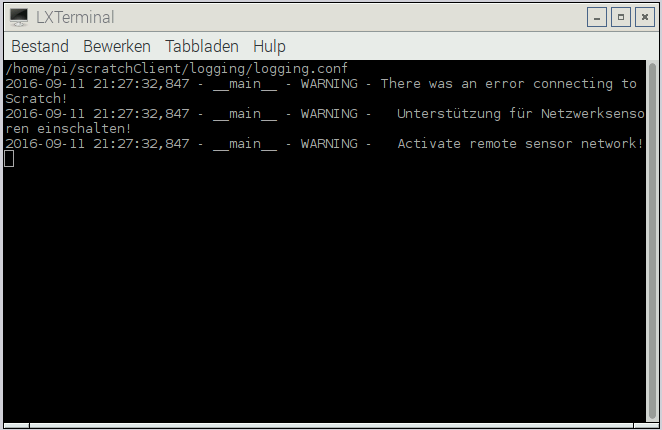 LXTerminal
Bestand Bewerken Tabbladen Hulp
/home/pi/scratchClient/logging/logging.conf
2016-09-11 21:27:32,847 - __main__ - WARNING - There was an error connecting to
Scratch!
2016-09-11 21:27:32,847 - __main__ - WARNING -   Unterstützung für Netzwerksenso
ren einschalten!
2016-09-11 21:27:32,847 - __main__ - WARNING -   Activate remote sensor network!